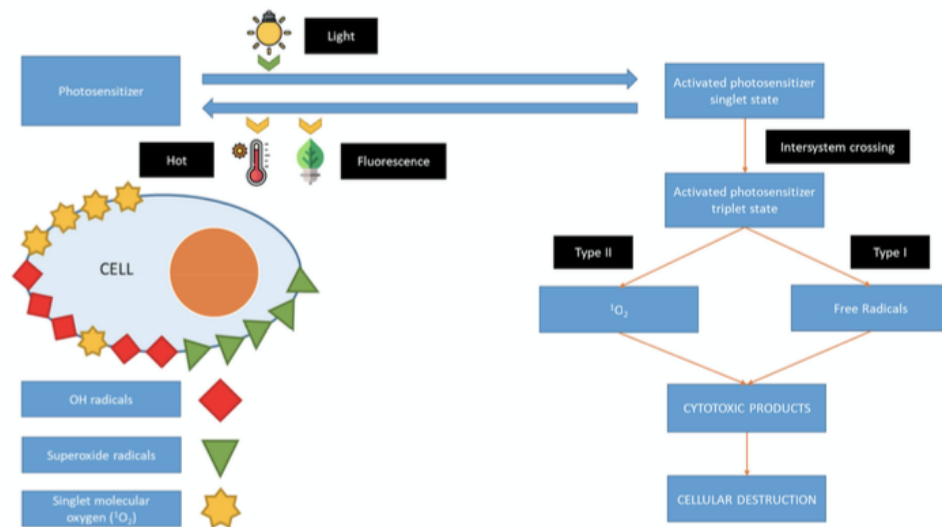 Light
Photosensitizer
Activated photosensitizer
singlet state
Hot
Fluorescence
Intersystem crossing
Activated photosensitizer
triplet state
CELL
Type II
Type I
¹O₂
Free Radicals
OH radicals
CYTOTOXIC PRODUCTS
Superoxide radicals
Singlet molecular
oxygen (¹O₂)
CELLULAR DESTRUCTION